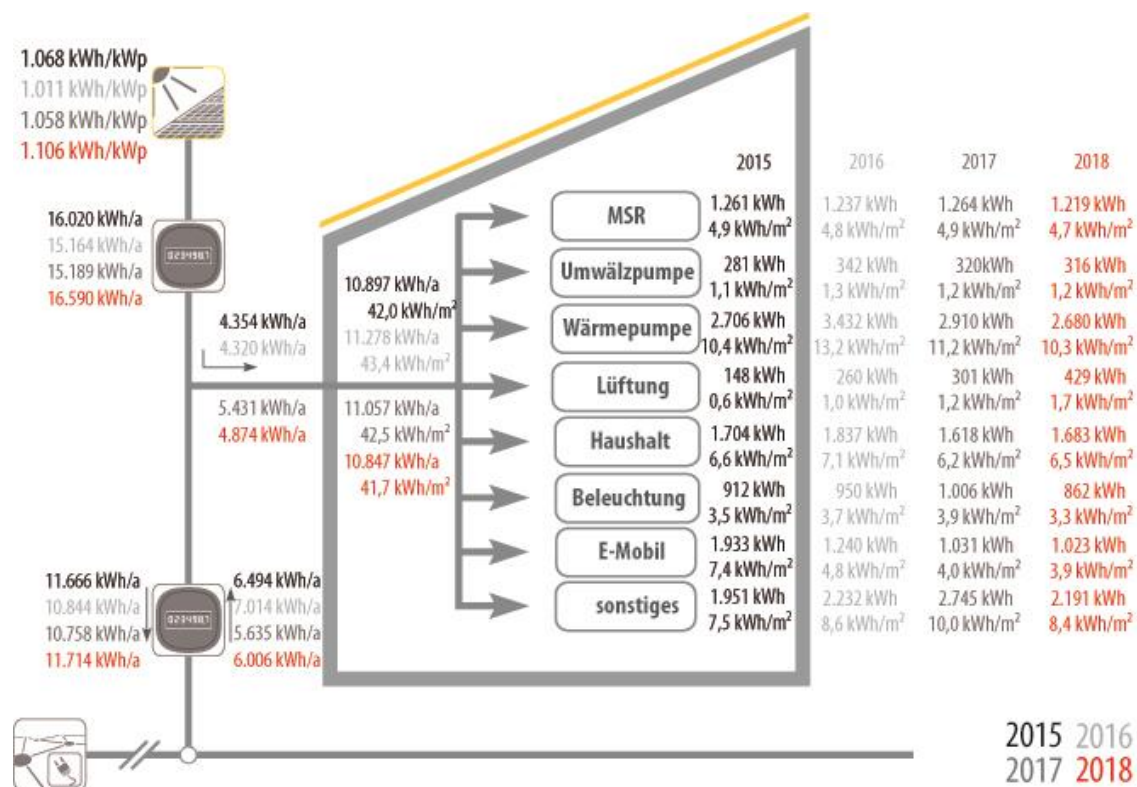 1.068 kWh/kWp
1.011 kWh/kWp
1.058 kWh/kWp
1.106 kWh/kWp
16.020 kWh/a
15.164 kWh/a
15.189 kWh/a
16.590 kWh/a
4.354 kWh/a
4.320 kWh/a
5.431 kWh/a
4.874 kWh/a
10.897 kWh/a
42,0 kWh/m²
11.278 kWh/a
43,4 kWh/m²
11.057 kWh/a
42,5 kWh/m²
10.847 kWh/a
41,7 kWh/m²
11.666 kWh/a
10.844 kWh/a
10.758 kWh/a
11.714 kWh/a
6.494 kWh/a
7.014 kWh/a
5.635 kWh/a
6.006 kWh/a
2015 2016 2017 2018
MSR 1.261 kWh 1.237 kWh 1.264 kWh 1.219 kWh
4,9 kWh/m² 4,8 kWh/m² 4,9 kWh/m² 4,7 kWh/m²
Umwälzpumpe 281 kWh 342 kWh 320kWh 316 kWh
1,1 kWh/m² 1,3 kWh/m² 1,2 kWh/m² 1,2 kWh/m²
Wärmepumpe 2.706 kWh 3.432 kWh 2.910 kWh 2.680 kWh
10,4 kWh/m² 13,2 kWh/m² 11,2 kWh/m² 10,3 kWh/m²
Lüftung 148 kWh 260 kWh 301 kWh 429 kWh
0,6 kWh/m² 1,0 kWh/m² 1,2 kWh/m² 1,7 kWh/m²
Haushalt 1.704 kWh 1.837 kWh 1.618 kWh 1.683 kWh
6,6 kWh/m² 7,1 kWh/m² 6,2 kWh/m² 6,5 kWh/m²
Beleuchtung 912 kWh 950 kWh 1.006 kWh 862 kWh
3,5 kWh/m² 3,7 kWh/m² 3,9 kWh/m² 3,3 kWh/m²
E-Mobil 1.933 kWh 1.240 kWh 1.031 kWh 1.023 kWh
7,4 kWh/m² 4,8 kWh/m² 4,0 kWh/m² 3,9 kWh/m²
sonstiges 1.951 kWh 2.232 kWh 2.745 kWh 2.191 kWh
7,5 kWh/m² 8,6 kWh/m² 10,0 kWh/m² 8,4 kWh/m²
2015 2016
2017 2018